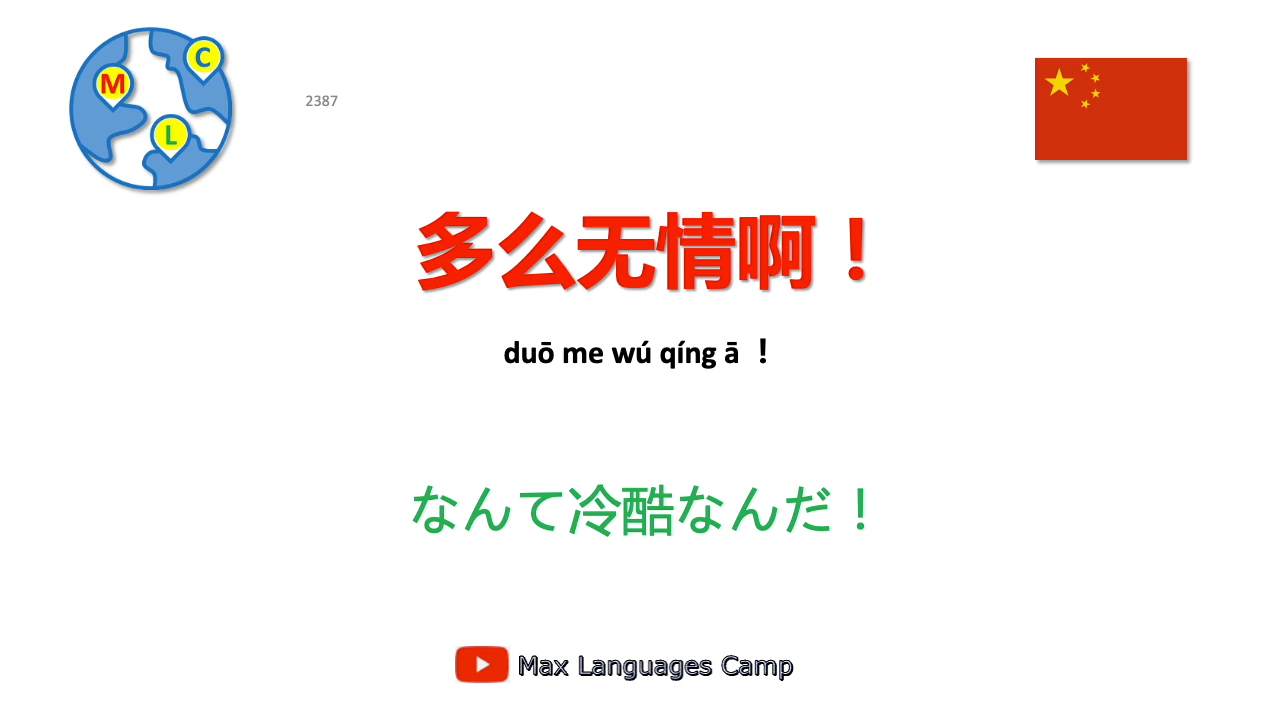 M
C
L
2387
多么无情啊！
duō me wú qíng ā ！
なんて冷酷なんだ！
Max Languages Camp